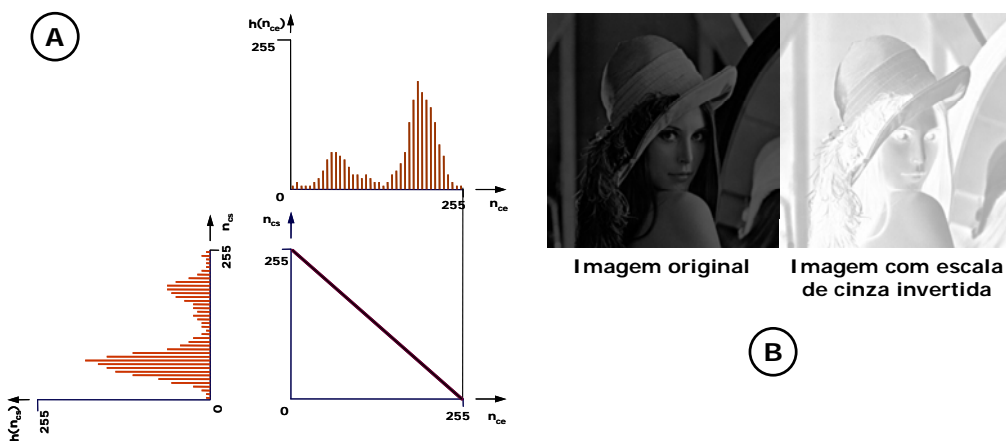 A
h(nce)
255
0
255
nce
ncs
255
0
h(ncs)
255
ncs
255
0
255
nce
Imagem original
Imagem com escala
de cinza invertida
B